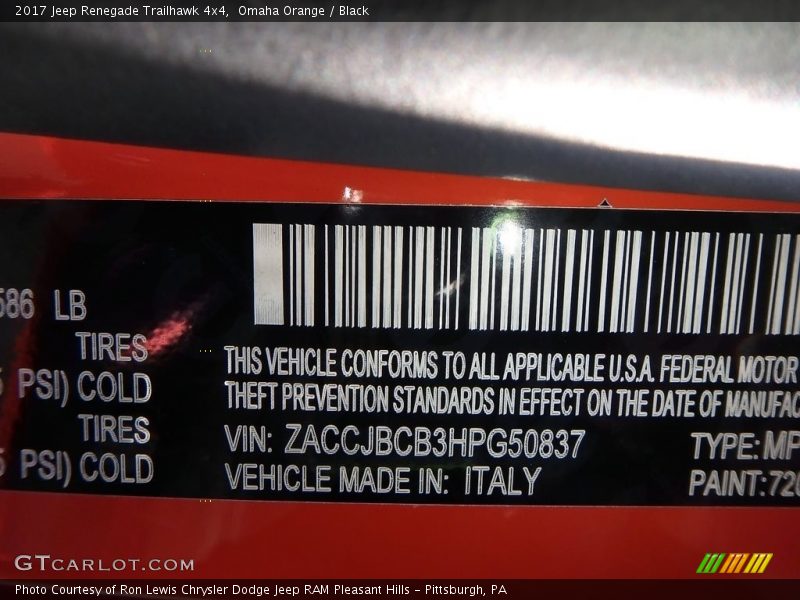 2017 Jeep Renegade Trailhawk 4x4,  Omaha Orange / Black
586 LB
TIRES
PSI) COLD
TIRES
PSI) COLD
THIS VEHICLE CONFORMS TO ALL APPLICABLE U.S.A. FEDERAL MOTOR
THEFT PREVENTION STANDARDS IN EFFECT ON THE DATE OF MANUFAC
VIN: ZACCJBCB3HPG50837
TYPE: MP
VEHICLE MADE IN: ITALY
PAINT: 720
GTCARLOT.COM
Photo Courtesy of Ron Lewis Chrysler Dodge Jeep RAM Pleasant Hills - Pittsburgh, PA